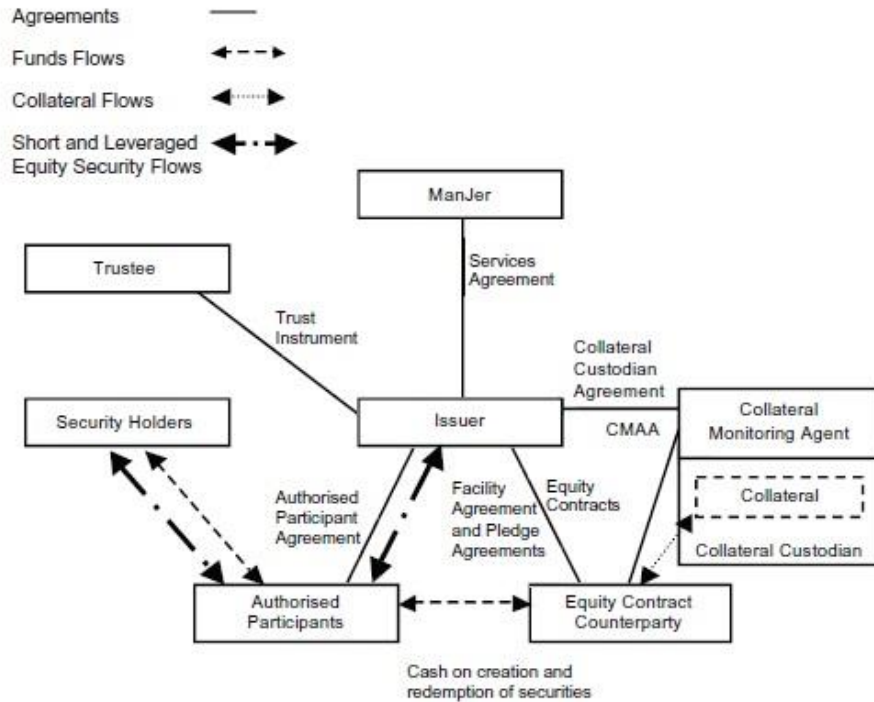 Agreements
Funds Flows
Collateral Flows
Short and Leveraged
Equity Security Flows
ManJer
Trustee
Services
Agreement
Trust
Instrument
Collateral
Custodian
Agreement
Security Holders
Issuer
CMAA
Collateral
Monitoring Agent
Authorised
Participant
Agreement
Facility
Agreement
and Pledge
Agreements
Equity
Contracts
Collateral
Collateral Custodian
Authorised
Participants
Equity Contract
Counterparty
Cash on creation and
redemption of securities